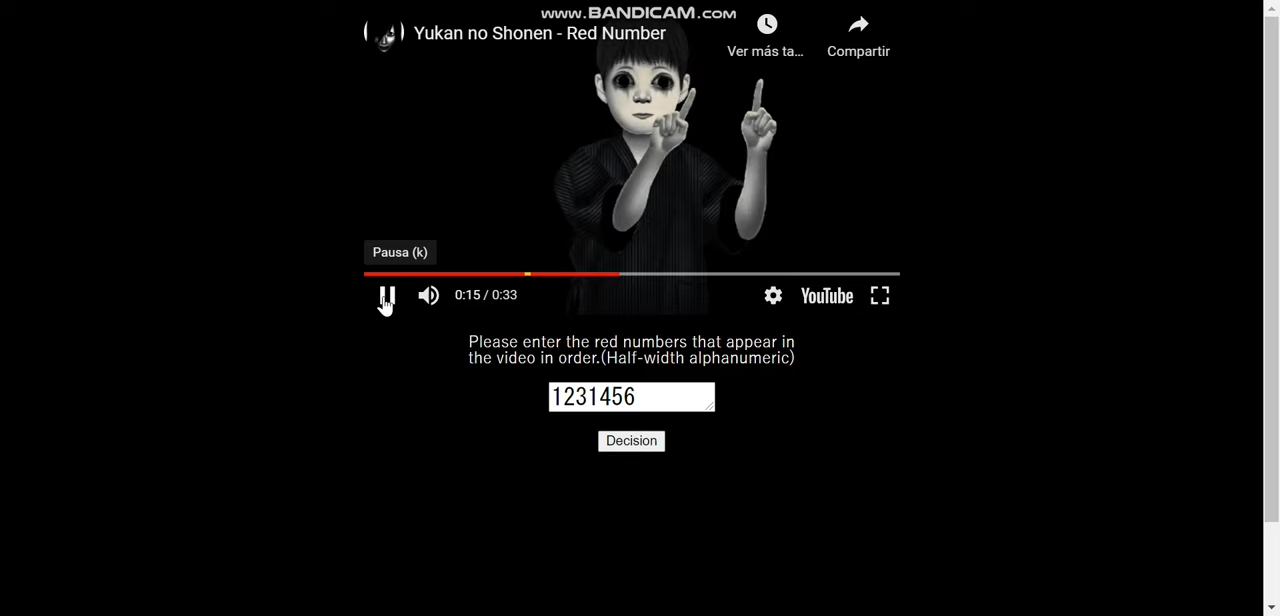 www.BANDICAM.com
Yukan no Shonen - Red Number
Ver más ta...
Compartir
Pausa (k)
0:15 / 0:33
YouTube
Please enter the red numbers that appear in
the video in order.(Half-width alphanumeric)
1231456
Decision